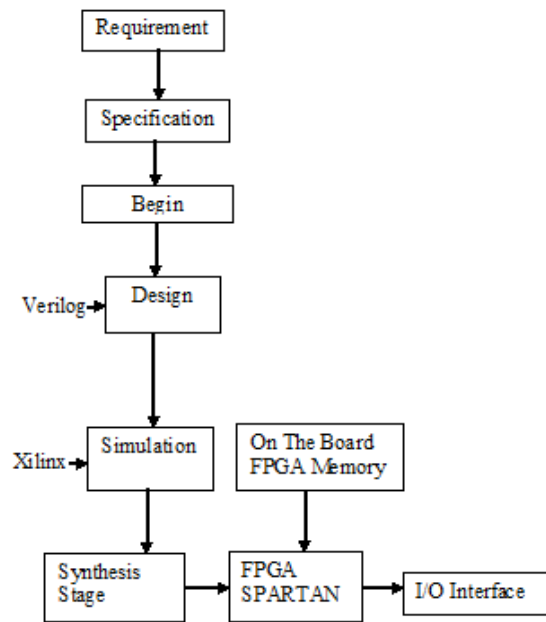 Requirement
Specification
Begin
Verilog
Design
Xilinx
Simulation
On The Board
FPGA Memory
Synthesis
Stage
FPGA
SPARTAN
I/O Interface